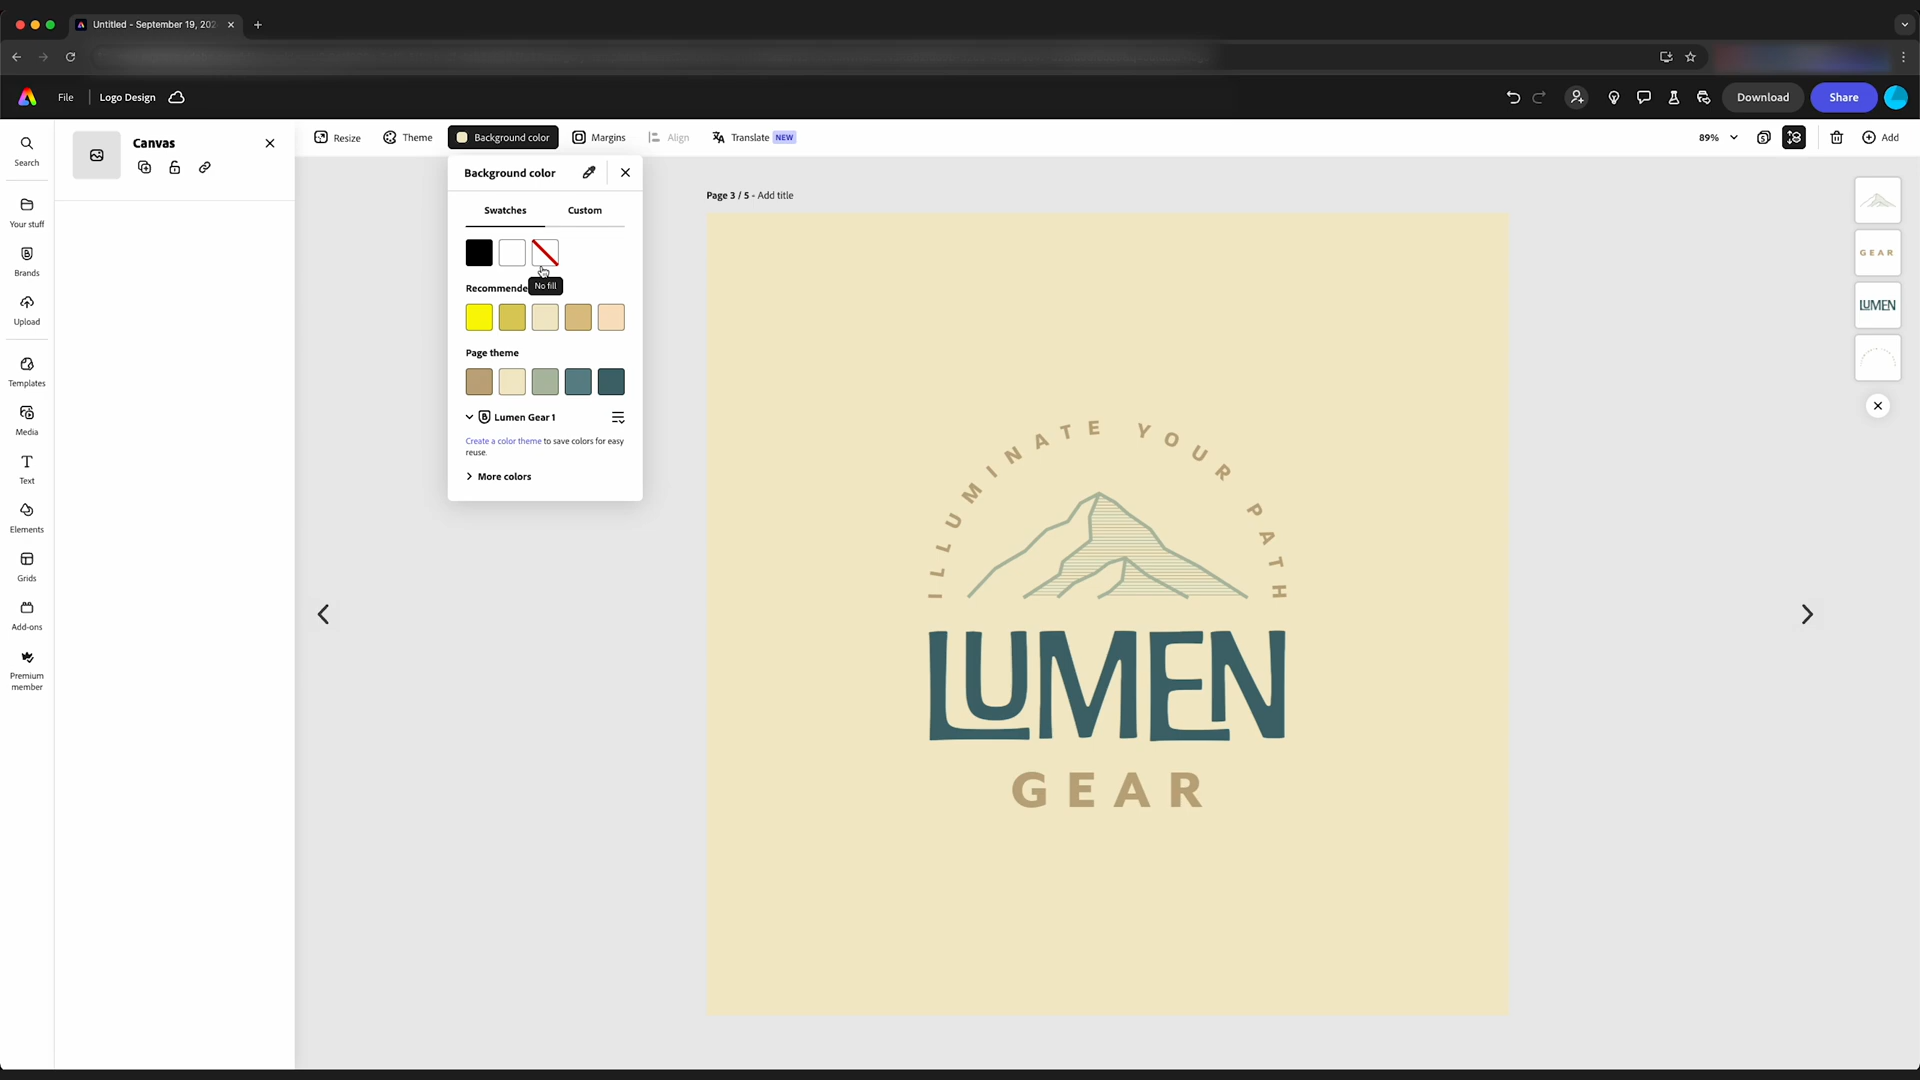 Untitled - September 19, 202
File
Logo Design
Download
Share
Search
Your stuff
Brands
Upload
Templates
Media
Text
Elements
Grids
Add-ons
Premium
member
Canvas
Resize
Theme
Background color
Margins
Align
Translate NEW
89%
Add
Background color
Swatches
Custom
No fill
Recommende
Page theme
Lumen Gear 1
Create a color theme to save colors for easy
reuse.
More colors
Page 3 / 5 - Add title
ILLUMINATE YOUR PATH
LUMEN
GEAR
GEAR
LUMEN